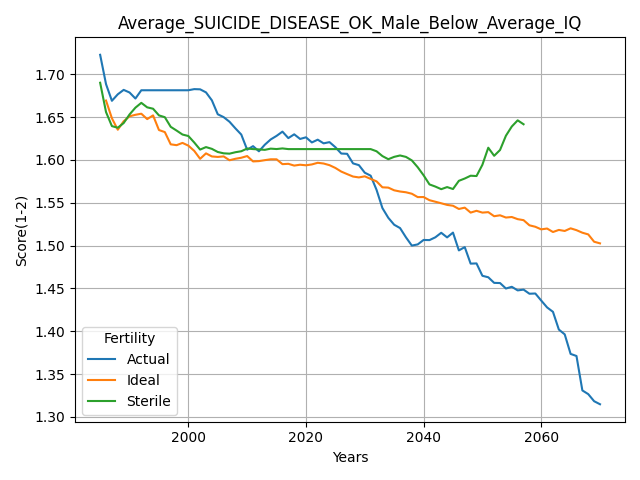 Average_SUICIDE_DISEASE_OK_Male_Below_Average_IQ
Score(1-2)
1.70
1.65
1.60
1.55
1.50
1.45
1.40
1.35
1.30
Fertility
Actual
Ideal
Sterile
2000 2020 2040 2060
Years